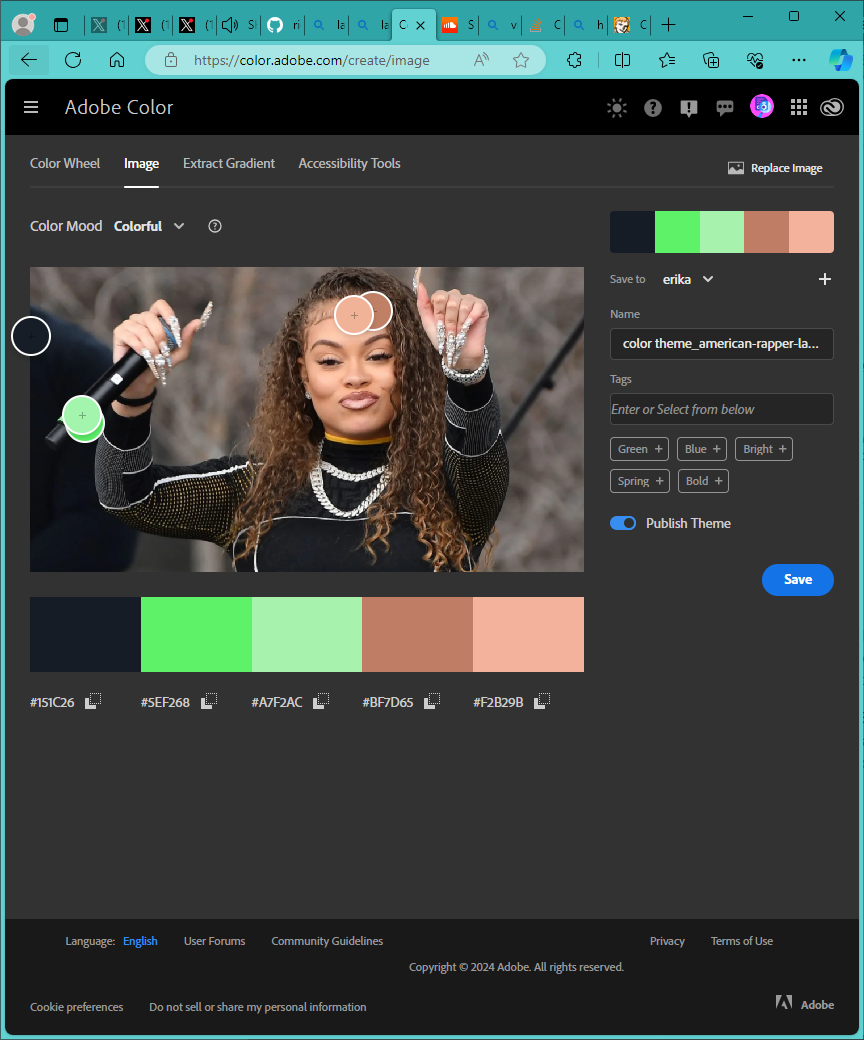 https://color.adobe.com/create/image
Adobe Color
Color Wheel Image Extract Gradient Accessibility Tools
Replace Image
Color Mood Colorful
Save to erika
Name
color theme_american-rapper-la...
Tags
Enter or Select from below
Green + Blue + Bright +
Spring + Bold +
Publish Theme
Save
#151C26 #5EF268 #A7F2AC #BF7D65 #F2B29B
Language: English User Forums Community Guidelines Privacy Terms of Use
Copyright © 2024 Adobe. All rights reserved.
Cookie preferences Do not sell or share my personal information
Adobe